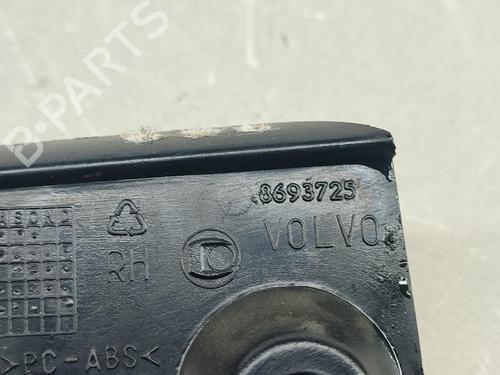 B-PARTS
8693725
VOLVO
RH
>PC-ABS<